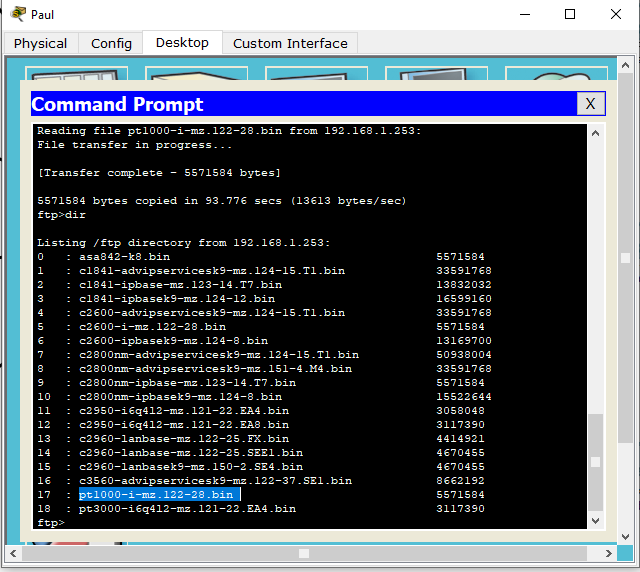 Paul
Physical Config Desktop Custom Interface
Command Prompt X
Reading file pt1000-i-mz.122-28.bin from 192.168.1.253:
File transfer in progress...
[Transfer complete - 5571584 bytes]
5571584 bytes copied in 93.776 secs (13613 bytes/sec)
ftp>dir
Listing /ftp directory from 192.168.1.253:
0 : asa842-k8.bin 5571584
1 : c1841-advipservicesk9-mz.124-15.T1.bin 33591768
2 : c1841-ipbase-mz.123-14.T7.bin 13832032
3 : c1841-ipbasek9-mz.124-12.bin 16599160
4 : c2600-advipservicesk9-mz.124-15.T1.bin 33591768
5 : c2600-i-mz.122-28.bin 5571584
6 : c2600-ipbasek9-mz.124-8.bin 13169700
7 : c2800nm-advipservicesk9-mz.124-15.T1.bin 50938004
8 : c2800nm-advipservicesk9-mz.151-4.M4.bin 33591768
9 : c2800nm-ipbase-mz.123-14.T7.bin 5571584
10 : c2800nm-ipbasek9-mz.124-8.bin 15522644
11 : c2950-i6q4l2-mz.121-22.EA4.bin 3058048
12 : c2950-i6q4l2-mz.121-22.EA8.bin 3117390
13 : c2960-lanbase-mz.122-25.FX.bin 4414921
14 : c2960-lanbase-mz.122-25.SEE1.bin 4670455
15 : c2960-lanbasek9-mz.150-2.SE4.bin 4670455
16 : c3560-advipservicesk9-mz.122-37.SE1.bin 8662192
17 : pt1000-i-mz.122-28.bin 5571584
18 : pt3000-i6q4l2-mz.121-22.EA4.bin 3117390
ftp>